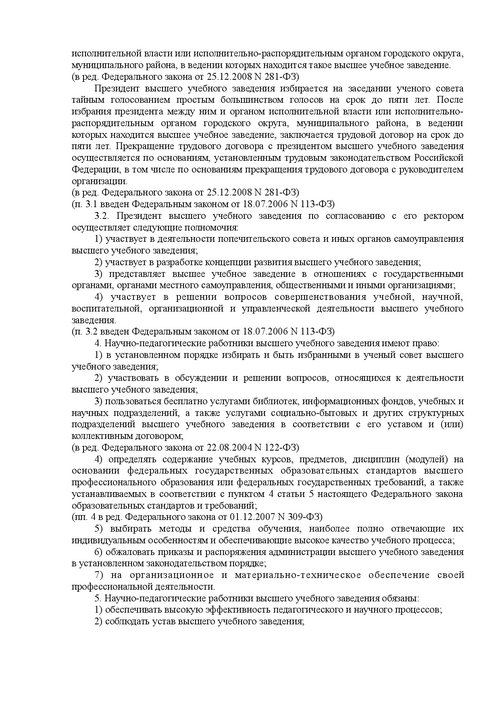 исполнительной власти или исполнительно-распорядительным органом городского округа,
муниципального района, в ведении которых находится такое высшее учебное заведение.
(в ред. Федерального закона от 25.12.2008 N 281-ФЗ)
Президент высшего учебного заведения избирается на заседании ученого совета
тайным голосованием простым большинством голосов на срок до пяти лет. После
избрания президента между ним и органом исполнительной власти или исполнительно-
распорядительным органом городского округа, муниципального района, в ведении
которых находится высшее учебное заведение, заключается трудовой договор на срок до
пяти лет. Прекращение трудового договора с президентом высшего учебного заведения
осуществляется по основаниям, установленным трудовым законодательством Российской
Федерации, в том числе по основаниям прекращения трудового договора с руководителем
организации.
(в ред. Федерального закона от 25.12.2008 N 281-ФЗ)
(п. 3.1 введен Федеральным законом от 18.07.2006 N 113-ФЗ)
3.2. Президент высшего учебного заведения по согласованию с его ректором
осуществляет следующие полномочия:
1) участвует в деятельности попечительского совета и иных органов самоуправления
высшего учебного заведения;
2) участвует в разработке концепции развития высшего учебного заведения;
3) представляет высшее учебное заведение в отношениях с государственными
органами, органами местного самоуправления, общественными и иными организациями;
4) участвует в решении вопросов совершенствования учебной, научной,
воспитательной, организационной и управленческой деятельности высшего учебного
заведения.
(п. 3.2 введен Федеральным законом от 18.07.2006 N 113-ФЗ)
4. Научно-педагогические работники высшего учебного заведения имеют право:
1) в установленном порядке избирать и быть избранными в ученый совет высшего
учебного заведения;
2) участвовать в обсуждении и решении вопросов, относящихся к деятельности
высшего учебного заведения;
3) пользоваться бесплатно услугами библиотек, информационных фондов, учебных и
научных подразделений, а также услугами социально-бытовых и других структурных
подразделений высшего учебного заведения в соответствии с его уставом и (или)
коллективным договором;
(в ред. Федерального закона от 22.08.2004 N 122-ФЗ)
4) определять содержание учебных курсов, предметов, дисциплин (модулей) на
основании федеральных государственных образовательных стандартов высшего
профессионального образования или федеральных государственных требований, а также
устанавливаемых в соответствии с пунктом 4 статьи 5 настоящего Федерального закона
образовательных стандартов и требований;
(пп. 4 в ред. Федерального закона от 01.12.2007 N 309-ФЗ)
5) выбирать методы и средства обучения, наиболее полно отвечающие их
индивидуальным особенностям и обеспечивающие высокое качество учебного процесса;
6) обжаловать приказы и распоряжения администрации высшего учебного заведения
в установленном законодательством порядке;
7) на организационное и материально-техническое обеспечение своей
профессиональной деятельности.
5. Научно-педагогические работники высшего учебного заведения обязаны:
1) обеспечивать высокую эффективность педагогического и научного процессов;
2) соблюдать устав высшего учебного заведения;